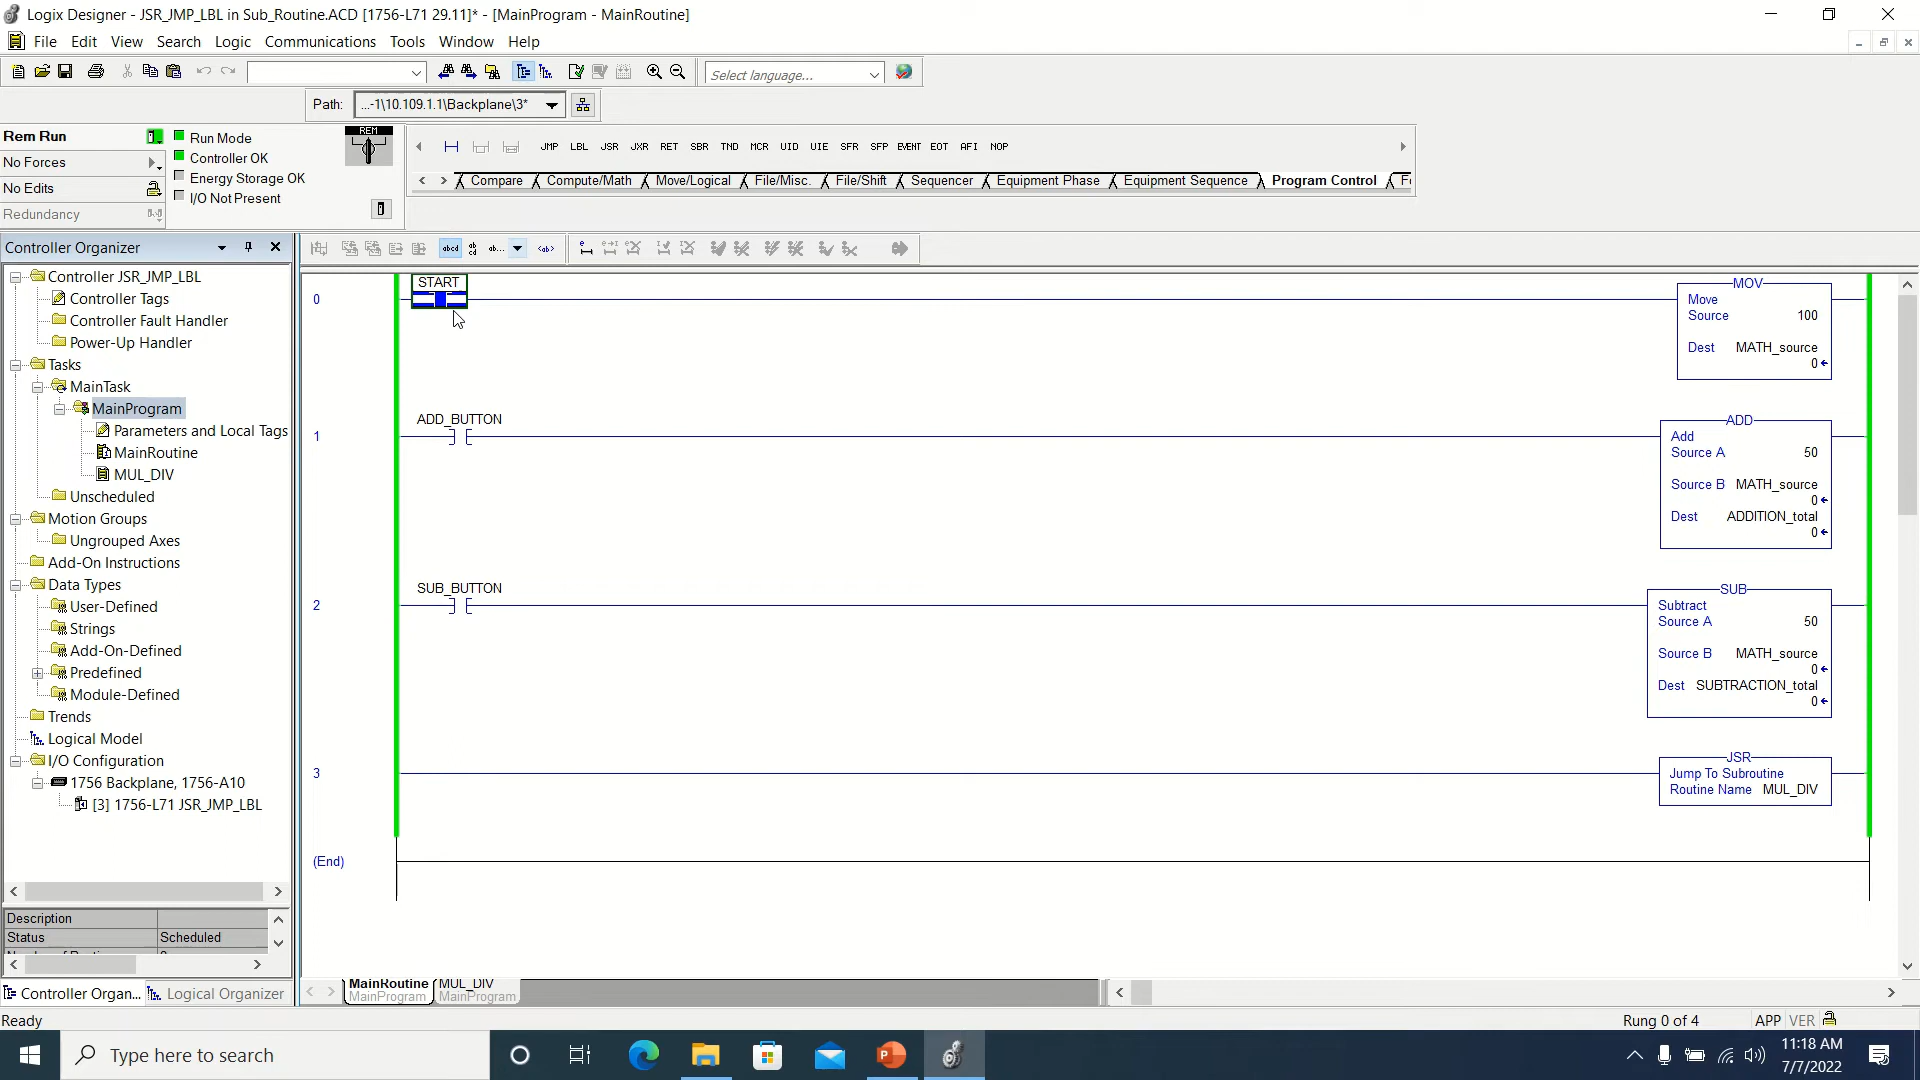 Logix Designer - JSR_JMP_LBL in Sub_Routine.ACD [1756-L71 29.11]* - [MainProgram - MainRoutine]
File Edit View Search Logic Communications Tools Window Help
Select language...
Path: ...-1\10.109.1.1\Backplane\3*
Rem Run
No Forces
No Edits
Redundancy
Run Mode
Controller OK
Energy Storage OK
I/O Not Present
REM
JMP LBL JSR JXR RET SBR TND MCR UID UIE SFR SFP EVENT EOT AFI NOP
Compare Compute/Math Move/Logical File/Misc. File/Shift Sequencer Equipment Phase Equipment Sequence Program Control
Controller Organizer
abcd ab cd ab... <ab>
Controller JSR_JMP_LBL
Controller Tags
Controller Fault Handler
Power-Up Handler
Tasks
MainTask
MainProgram
Parameters and Local Tags
MainRoutine
MUL_DIV
Unscheduled
Motion Groups
Ungrouped Axes
Add-On Instructions
Data Types
User-Defined
Strings
Add-On-Defined
Predefined
Module-Defined
Trends
Logical Model
I/O Configuration
1756 Backplane, 1756-A10
[3] 1756-L71 JSR_JMP_LBL
Description
Status Scheduled
Controller Organ... Logical Organizer
0
START
MOV
Move
Source 100
Dest MATH_source
0
1
ADD_BUTTON
ADD
Add
Source A 50
Source B MATH_source
0
Dest ADDITION_total
0
2
SUB_BUTTON
SUB
Subtract
Source A 50
Source B MATH_source
0
Dest SUBTRACTION_total
0
3
JSR
Jump To Subroutine
Routine Name MUL_DIV
(End)
MainRoutine MUL_DIV
MainProgram MainProgram
Ready
Rung 0 of 4 APP VER
Type here to search
11:18 AM
7/7/2022